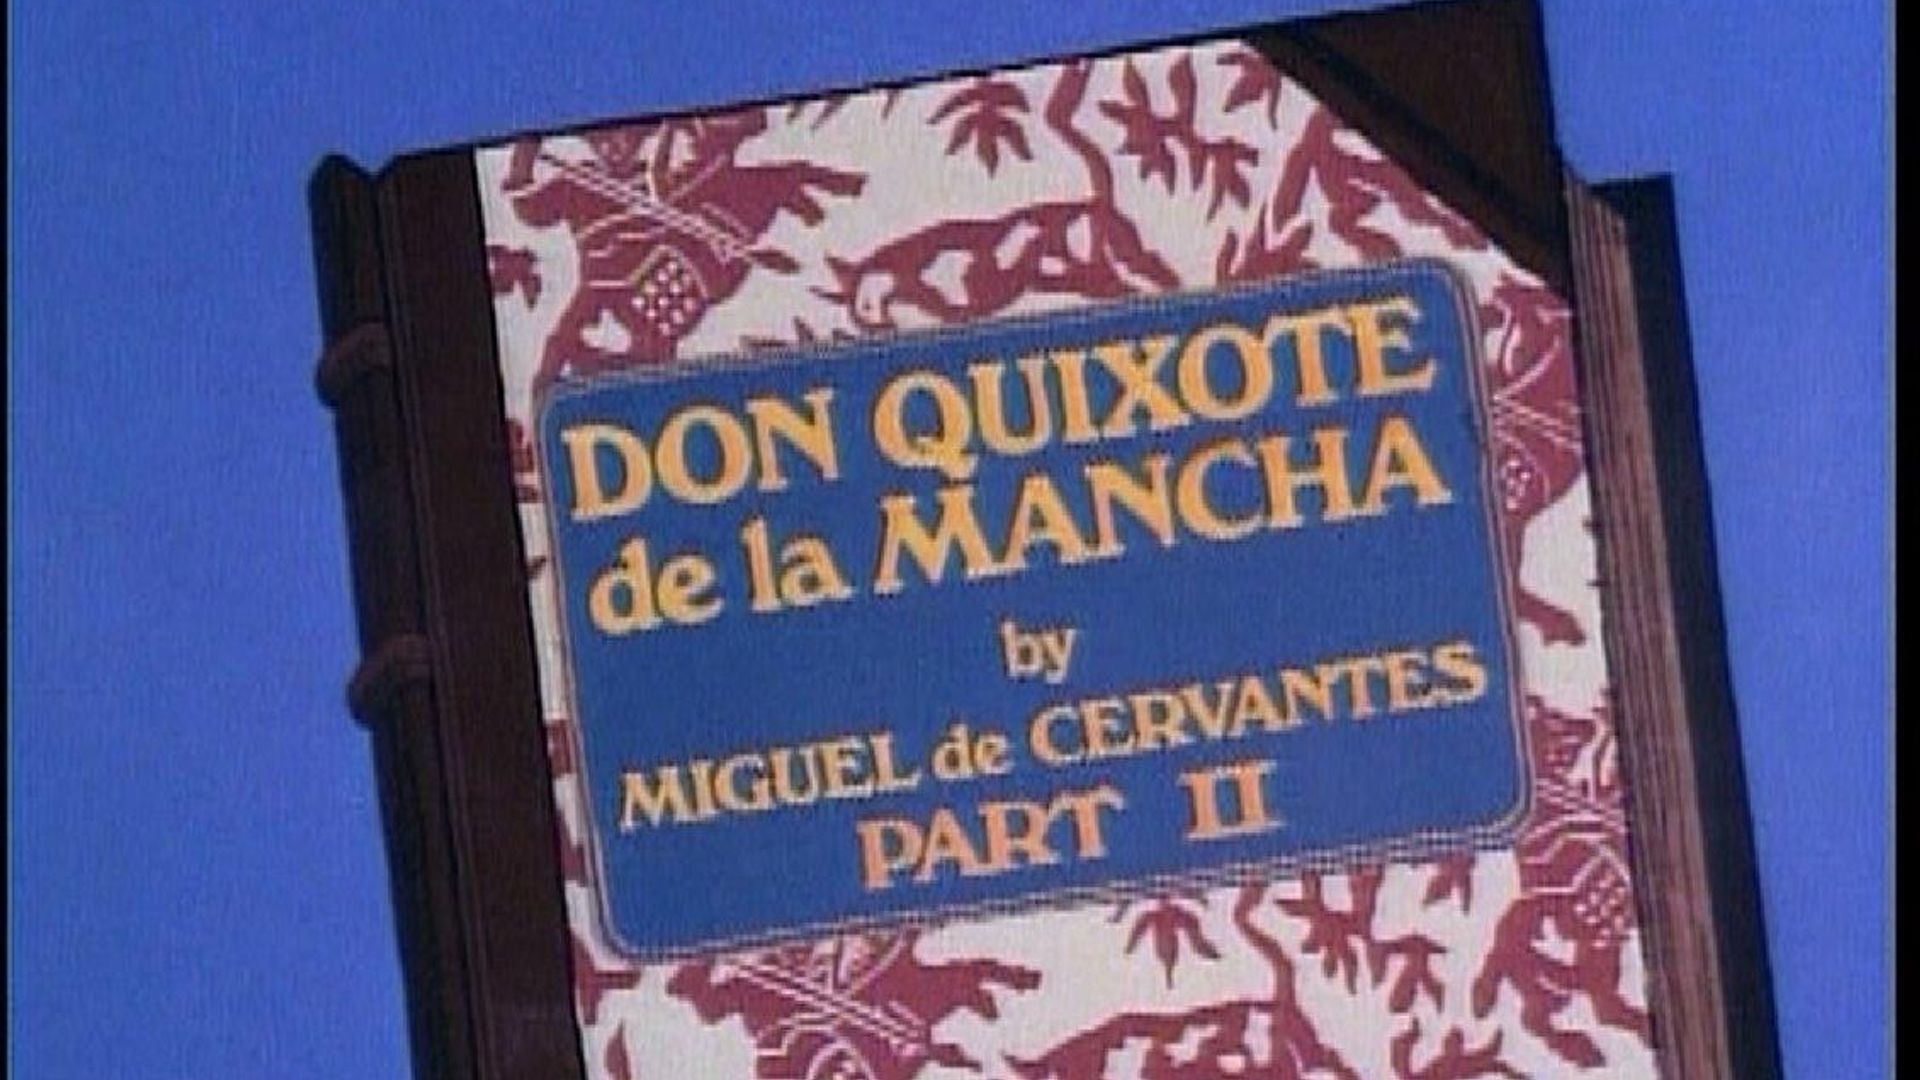 DON QUIXOTE
de la MANCHA
by
MIGUEL de CERVANTES
PART II